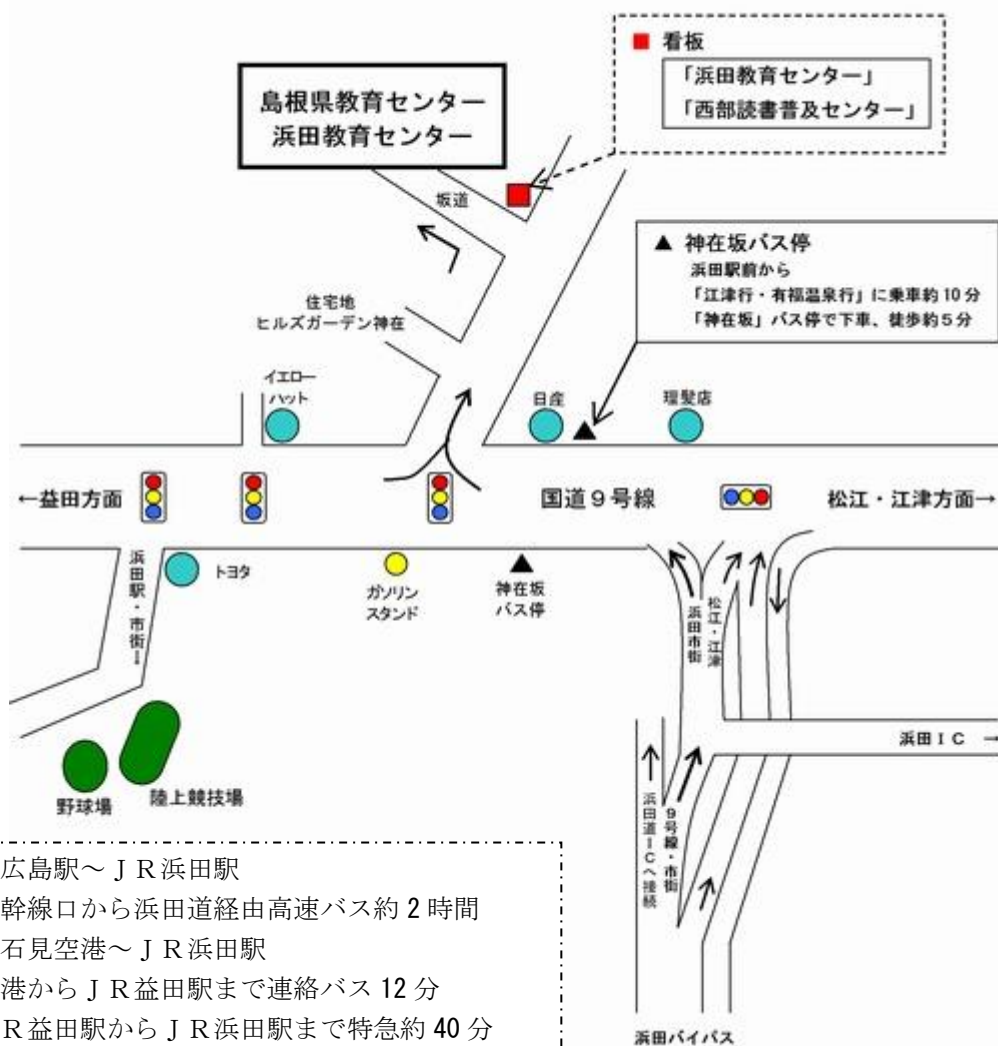 ■ 看板
「浜田教育センター」
「西部読書普及センター」
島根県教育センター
浜田教育センター
坂道
▲ 神在坂バス停
浜田駅前から
「江津行・有福温泉行」に乗車約10分
「神在坂」バス停で下車、徒歩約5分
住宅地
ヒルズガーデン神在
イエロー
ハット
日産
理髪店
←益田方面
国道9号線
松江・江津方面→
浜田駅・市街
トヨタ
ガソリン
スタンド
神在坂
バス停
浜田市街
松江・江津
浜田IC →
野球場
陸上競技場
浜田道ICへ接続
9号線・市街
広島駅～JR浜田駅
幹線口から浜田道経由高速バス約2時間
石見空港～JR浜田駅
港からJR益田駅まで連絡バス12分
R益田駅からJR浜田駅まで特急約40分
浜田バイパス